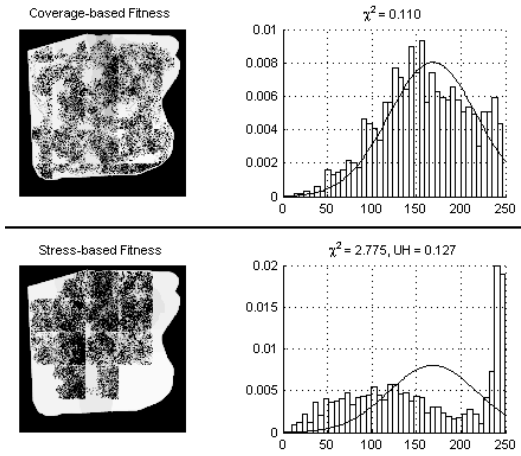 Coverage-based Fitness
χ² = 0.110
0.01
0.008
0.006
0.004
0.002
0
0 50 100 150 200 250
Stress-based Fitness
χ² = 2.775, UH = 0.127
0.02
0.015
0.01
0.005
0
0 50 100 150 200 250